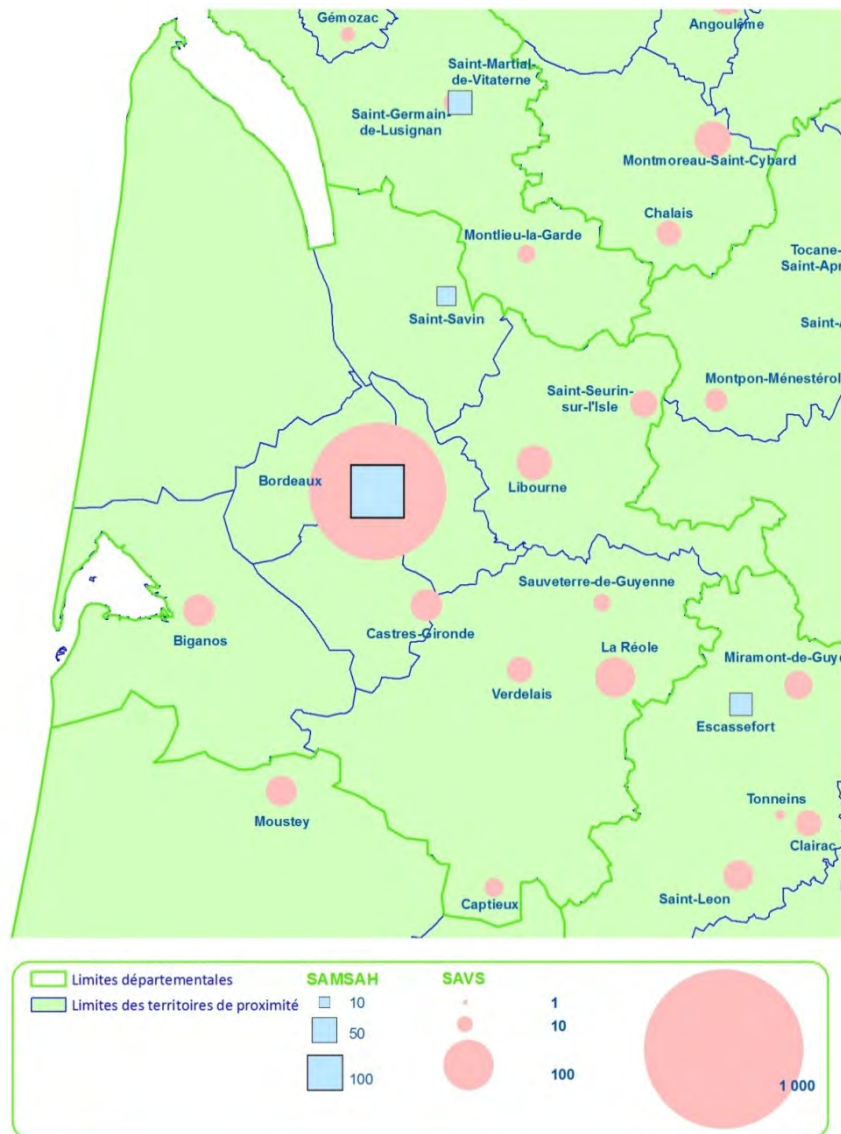 Gémozac
Angoulême
Saint-Martial-
de-Vitaterne
Saint-Germain-
de-Lusignan
Montmoreau-Saint-Cybard
Chalais
Montlieu-la-Garde
Tocane-
Saint-Apr
Saint-Savin
Saint-A
Saint-Seurin-
sur-l'Isle
Montpon-Ménestérol
Bordeaux
Libourne
Sauveterre-de-Guyenne
Biganos
Castres-Gironde
La Réole
Miramont-de-Guye
Verdelais
Escassefort
Moustey
Tonneins
Clairac
Captieux
Saint-Leon
Limites départementales
Limites des territoires de proximité
SAMSAH
10
50
100
SAVS
1
10
100
1 000